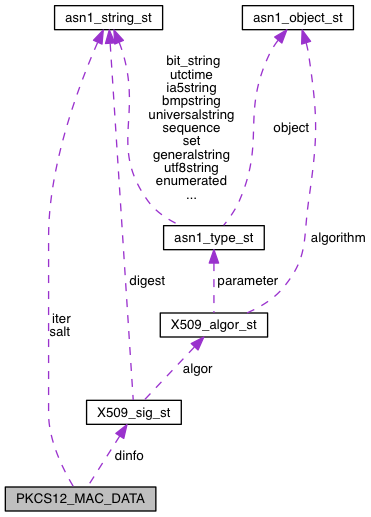 asn1_string_st
asn1_object_st
bit_string
utctime
ia5string
bmpstring
universalstring
sequence
set
generalstring
utf8string
enumerated
...
object
asn1_type_st
algorithm
digest
parameter
iter
salt
X509_algor_st
algor
X509_sig_st
dinfo
PKCS12_MAC_DATA